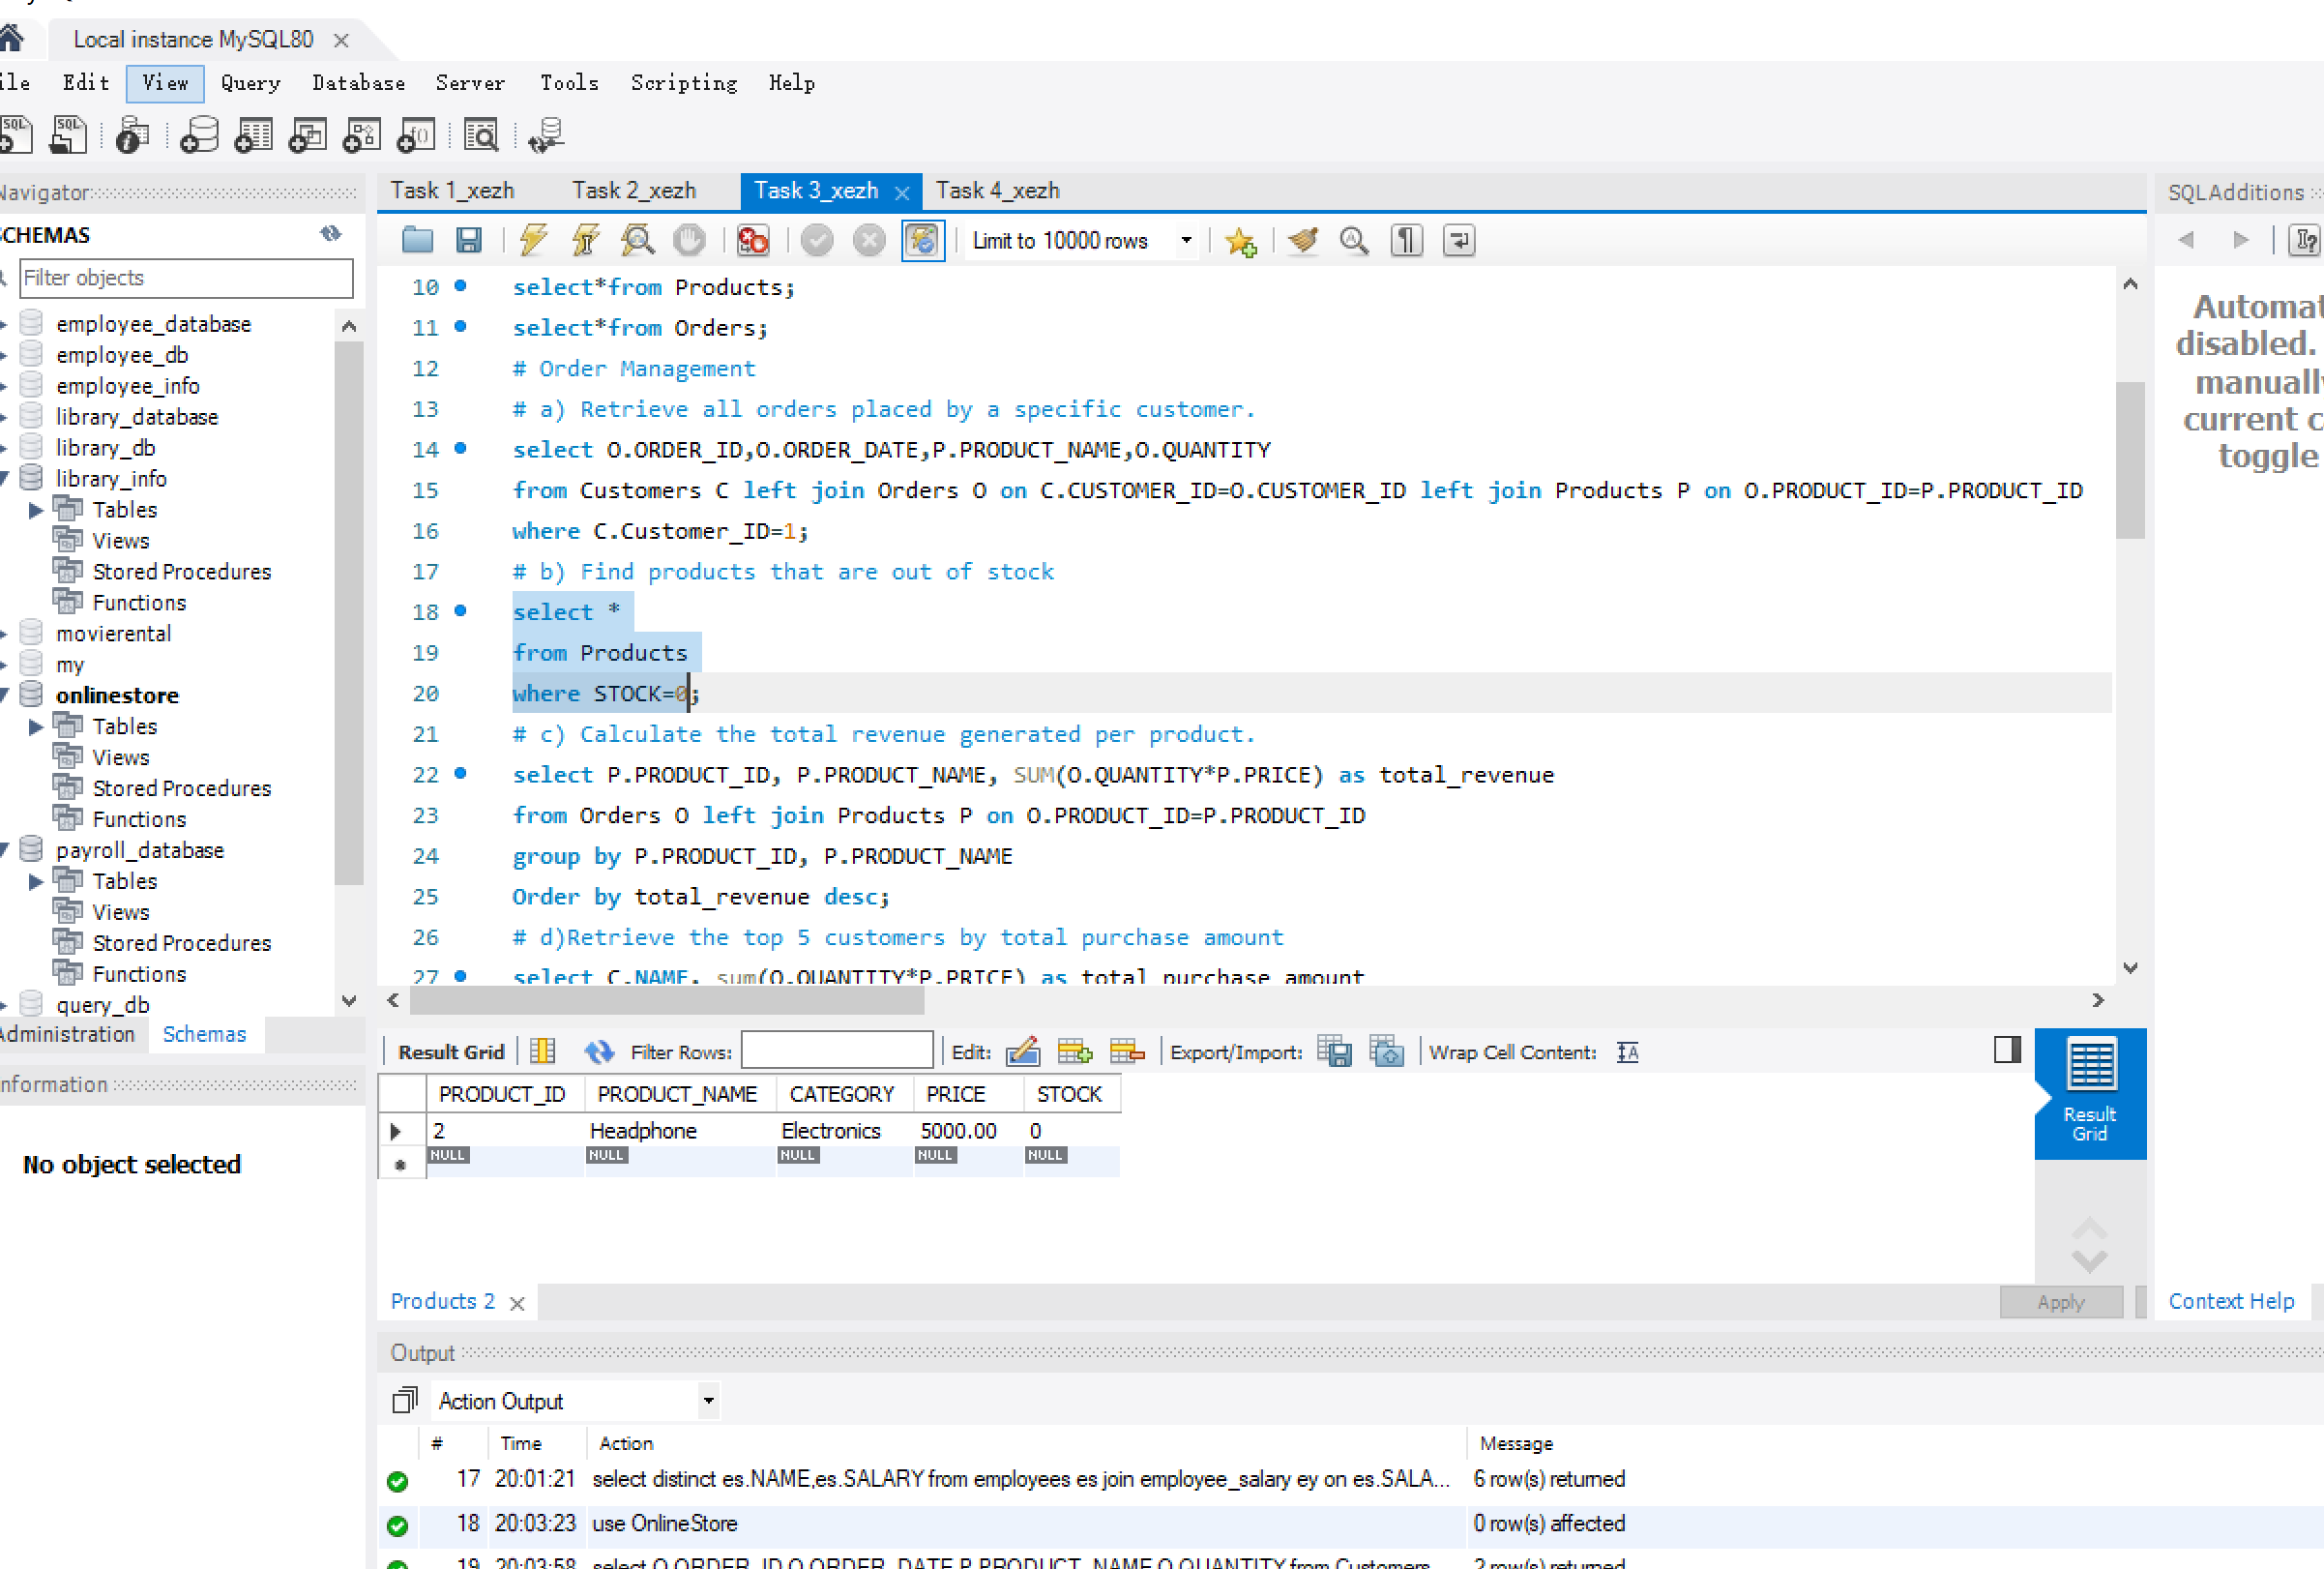 Local instance MySQL80
Edit View Query Database Server Tools Scripting Help
Navigator
SCHEMAS
Filter objects
employee_database
employee_db
employee_info
library_database
library_db
library_info
Tables
Views
Stored Procedures
Functions
movierental
my
onlinestore
Tables
Views
Stored Procedures
Functions
payroll_database
Tables
Views
Stored Procedures
Functions
query_db
Administration Schemas
Information
No object selected
Task 1_xezh Task 2_xezh Task 3_xezh Task 4_xezh
Limit to 10000 rows
10 select*from Products;
11 select*from Orders;
12 # Order Management
13 # a) Retrieve all orders placed by a specific customer.
14 select O.ORDER_ID,O.ORDER_DATE,P.PRODUCT_NAME,O.QUANTITY
15 from Customers C left join Orders O on C.CUSTOMER_ID=O.CUSTOMER_ID left join Products P on O.PRODUCT_ID=P.PRODUCT_ID
16 where C.Customer_ID=1;
17 # b) Find products that are out of stock
18 select *
19 from Products
20 where STOCK=0;
21 # c) Calculate the total revenue generated per product.
22 select P.PRODUCT_ID, P.PRODUCT_NAME, SUM(O.QUANTITY*P.PRICE) as total_revenue
23 from Orders O left join Products P on O.PRODUCT_ID=P.PRODUCT_ID
24 group by P.PRODUCT_ID, P.PRODUCT_NAME
25 Order by total_revenue desc;
26 # d)Retrieve the top 5 customers by total purchase amount
27 select C.NAME, sum(O.QUANTITY*P.PRICE) as total_purchase_amount
Result Grid Filter Rows: Edit: Export/Import: Wrap Cell Content:
PRODUCT_ID PRODUCT_NAME CATEGORY PRICE STOCK
2 Headphone Electronics 5000.00 0
NULL NULL NULL NULL NULL
Result
Grid
Products 2
Apply
Output
Action Output
# Time Action Message
17 20:01:21 select distinct es.NAME,es.SALARY from employees es join employee_salary ey on es.SALA... 6 row(s) returned
18 20:03:23 use OnlineStore 0 row(s) affected
19 20:03:58 select O.ORDER_ID,O.ORDER_DATE,P.PRODUCT_NAME,O.QUANTITY from Customers 2 row(s) returned
SQLAdditions
Automat
disabled.
manually
current c
toggle
Context Help